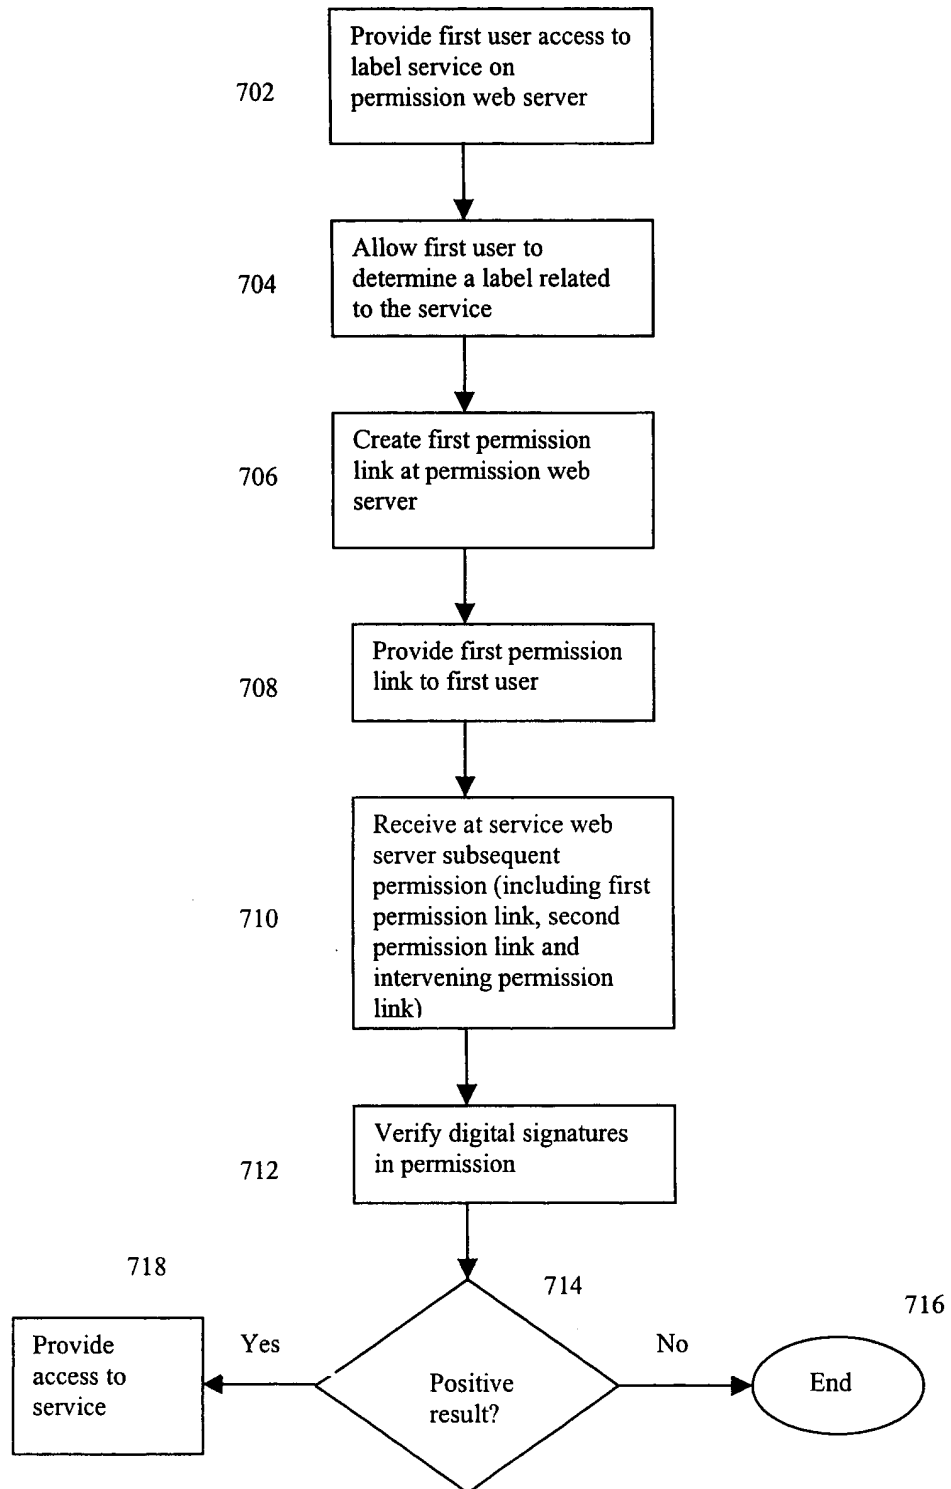 702
Provide first user access to
label service on
permission web server
704
Allow first user to
determine a label related
to the service
706
Create first permission
link at permission web
server
708
Provide first permission
link to first user
710
Receive at service web
server subsequent
permission (including first
permission link, second
permission link and
intervening permission
link)
712
Verify digital signatures
in permission
718
714
716
Provide
access to
service
Yes
Positive
result?
No
End